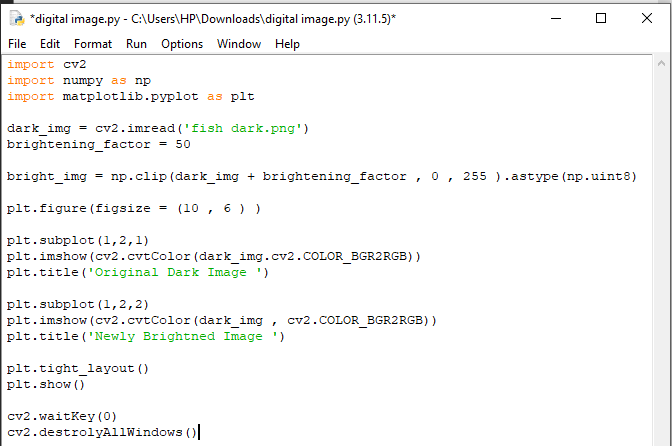 *digital image.py - C:\Users\HP\Downloads\digital image.py (3.11.5)*
File Edit Format Run Options Window Help
import cv2
import numpy as np
import matplotlib.pyplot as plt
dark_img = cv2.imread('fish dark.png')
brightening_factor = 50
bright_img = np.clip(dark_img + brightening_factor , 0 , 255 ).astype(np.uint8)
plt.figure(figsize = (10 , 6 ) )
plt.subplot(1,2,1)
plt.imshow(cv2.cvtColor(dark_img.cv2.COLOR_BGR2RGB))
plt.title('Original Dark Image ')
plt.subplot(1,2,2)
plt.imshow(cv2.cvtColor(dark_img , cv2.COLOR_BGR2RGB))
plt.title('Newly Brightned Image ')
plt.tight_layout()
plt.show()
cv2.waitKey(0)
cv2.destrolyAllWindows()